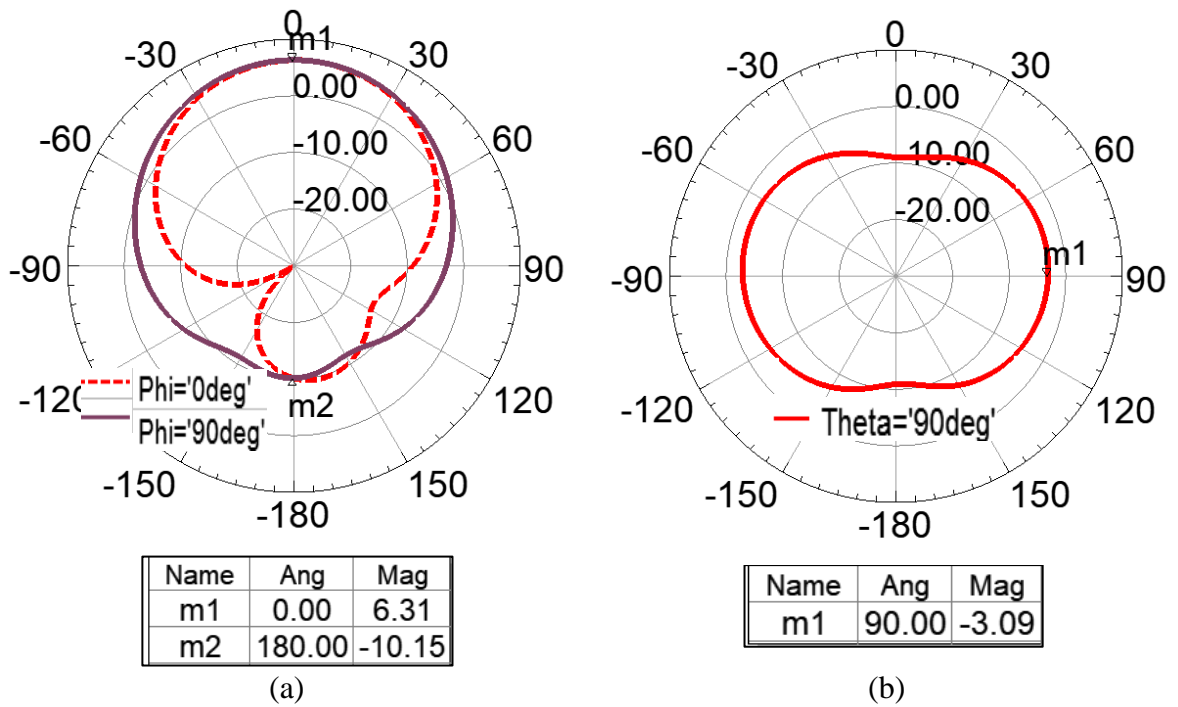 0
m1
-30
30
0.00
-60
60
-10.00
-20.00
-90
90
-120
120
Phi='0deg'
Phi='90deg'
m2
-150
150
-180
Name Ang Mag
m1 0.00 6.31
m2 180.00 -10.15
(a)
0
-30
30
0.00
-60
60
-10.00
-20.00
m1
-90
90
-120
120
Theta='90deg'
-150
150
-180
Name Ang Mag
m1 90.00 -3.09
(b)